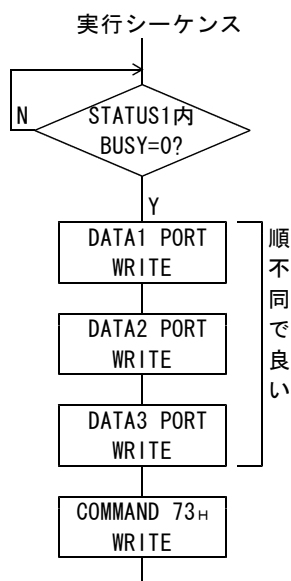 実行シーケンス
N
STATUS1内
BUSY=0?
Y
DATA1 PORT
WRITE
DATA2 PORT
WRITE
DATA3 PORT
WRITE
順不同で良い
COMMAND 73H
WRITE